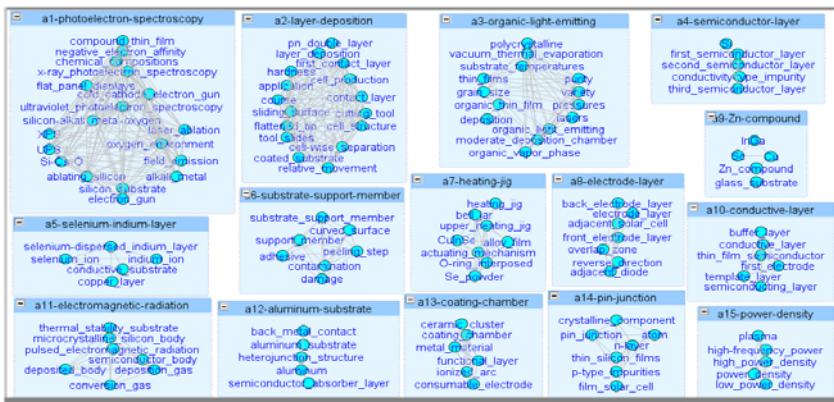 a1-photoelectron-spectroscopy
compound_thin_film
negative_electron_affinity
chemical_compositions
x-ray_photoelectron_spectroscopy
flat_panel_displays
cold_cathode_electron_gun
ultraviolet_photoelectron_spectroscopy
silicon-alkali_metal-oxygen
laser_ablation
XPS
oxygen_environment
UPS
Si-Cs-O
field_emission
ablating_silicon
alkali_metal
silicon_substrate
electron_gun
a2-layer-deposition
pn_double_layer
layer_deposition
first_contact_layer
hardness
cell_production
application
course
contact_layer
sliding_surface
cutting_tool
flattened_tip
cell_structure
tool_slides
cell-wise_separation
coated_substrate
relative_movement
a3-organic-light-emitting
polycrystalline
vacuum_thermal_evaporation
substrate_temperatures
thin_films
purity
grain_size
variety
organic_thin_film
pressures
deposition
lasers
organic_light_emitting
moderate_deposition_chamber
organic_vapor_phase
a4-semiconductor-layer
Si
first_semiconductor_layer
second_semiconductor_layer
conductivity_type_impurity
third_semiconductor_layer
a9-Zn-compound
InGa
Se
Cu
Zn_compound
glass_substrate
a5-selenium-indium-layer
selenium-dispersed_indium_layer
selenium_ion
indium_ion
conductive_substrate
copper_layer
a6-substrate-support-member
substrate_support_member
curved_surface
support_member
peeling_step
adhesive
contamination
damage
a7-heating-jig
heating_jig
bell_jar
upper_heating_jig
CuInSe
alloy_film
actuating_mechanism
O-ring_interposed
Se_powder
a8-electrode-layer
back_electrode_layer
electrode_layer
adjacent_solar_cell
front_electrode_layer
overlap_zone
reverse_direction
adjacent_diode
a10-conductive-layer
buffer_layer
conductive_layer
thin_film_semiconductor
first_electrode
template_layer
semiconducting_layer
a11-electromagnetic-radiation
thermal_stability_substrate
microcrystalline_silicon_body
pulsed_electromagnetic_radiation
semiconductor_body
deposited_body
deposition_gas
conversion_gas
a12-aluminum-substrate
back_metal_contact
aluminum_substrate
heterojunction_structure
aluminum
semiconductor_absorber_layer
a13-coating-chamber
ceramic_cluster
coating_chamber
metal_material
functional_layer
ionized_arc
consumable_electrode
a14-pin-junction
crystalline_component
pin_junction
atom
n-layer
thin_silicon_films
p-type_impurities
film_solar_cell
a15-power-density
plasma
high-frequency_power
high_power_density
power_density
low_power_density